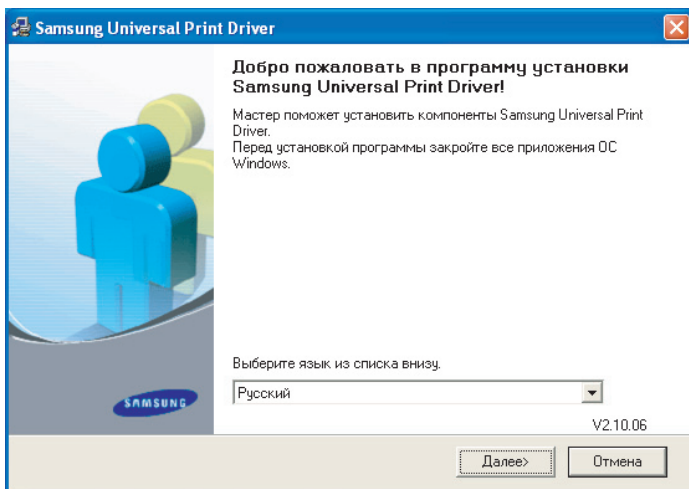 Samsung Universal Print Driver
Добро пожаловать в программу установки
Samsung Universal Print Driver!
Мастер поможет установить компоненты Samsung Universal Print
Driver.
Перед установкой программы закройте все приложения ОС
Windows.
Выберите язык из списка внизу.
Русский
SAMSUNG
V2.10.06
Далее>
Отмена